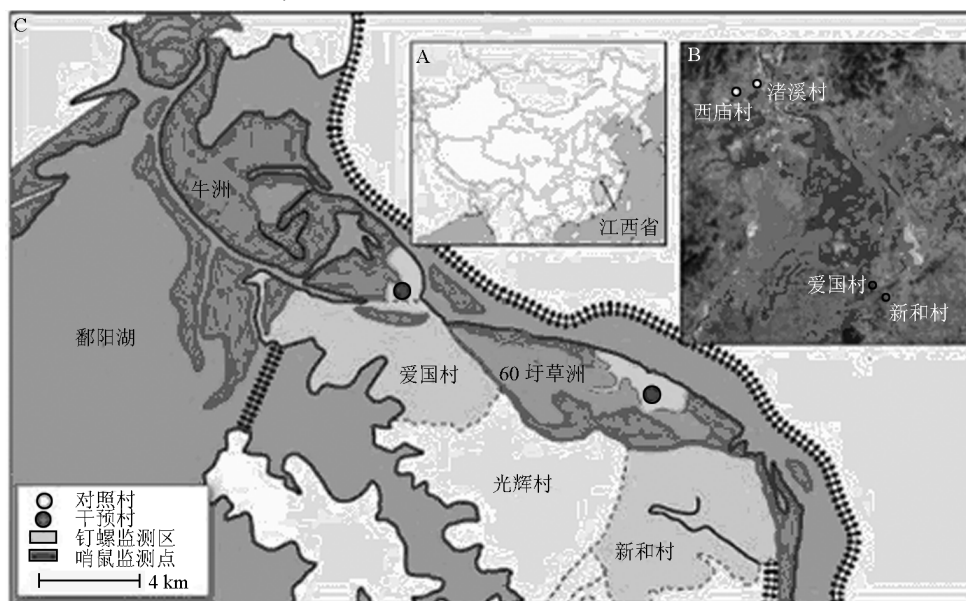 C
A
江西省
B
渚溪村
西庙村
爱国村
新和村
牛洲
鄱阳湖
爱国村
60 圩草洲
光辉村
新和村
对照村
干预村
钉螺监测区
哨鼠监测点
4 km